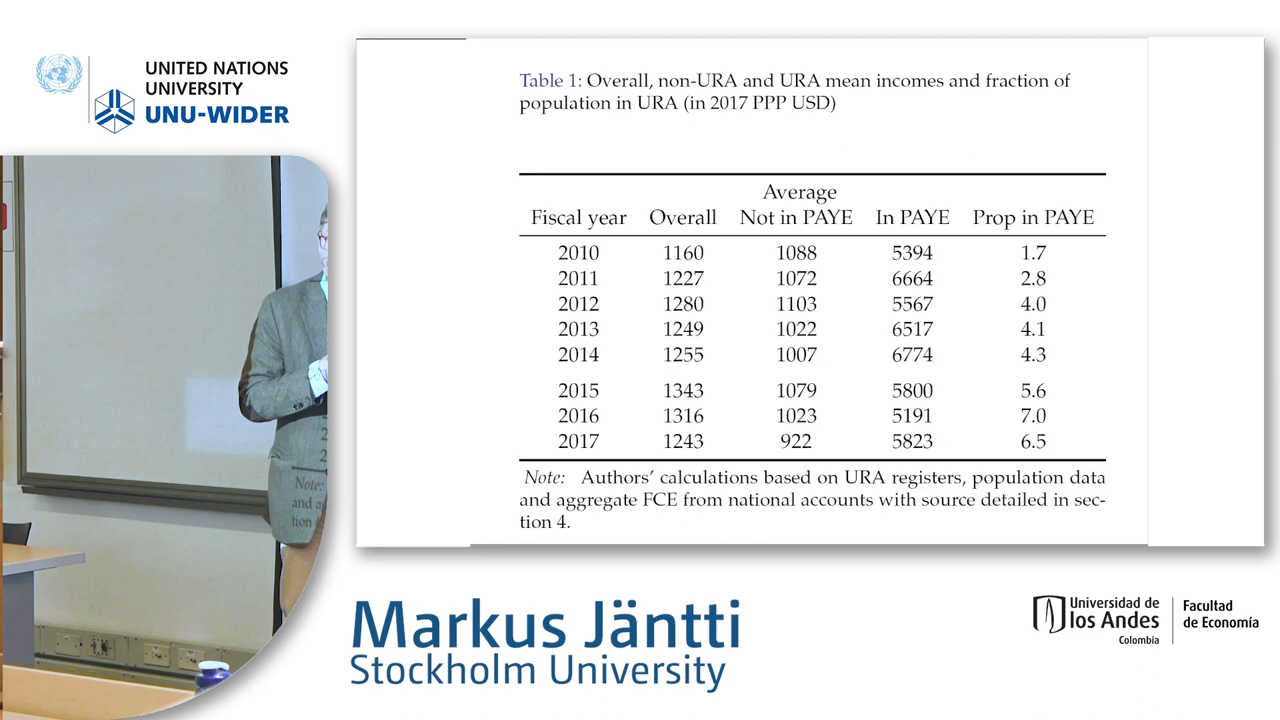 UNITED NATIONS
UNIVERSITY
UNU-WIDER
Table 1: Overall, non-URA and URA mean incomes and fraction of
population in URA (in 2017 PPP USD)
Average
Fiscal year Overall Not in PAYE In PAYE Prop in PAYE
2010 1160 1088 5394 1.7
2011 1227 1072 6664 2.8
2012 1280 1103 5567 4.0
2013 1249 1022 6517 4.1
2014 1255 1007 6774 4.3
2015 1343 1079 5800 5.6
2016 1316 1023 5191 7.0
2017 1243 922 5823 6.5
Note: Authors' calculations based on URA registers, population data
and aggregate FCE from national accounts with source detailed in sec-
tion 4.
Note:
and a
tion 4
Markus Jäntti
Stockholm University
Universidad de
los Andes
Colombia
Facultad
de Economía